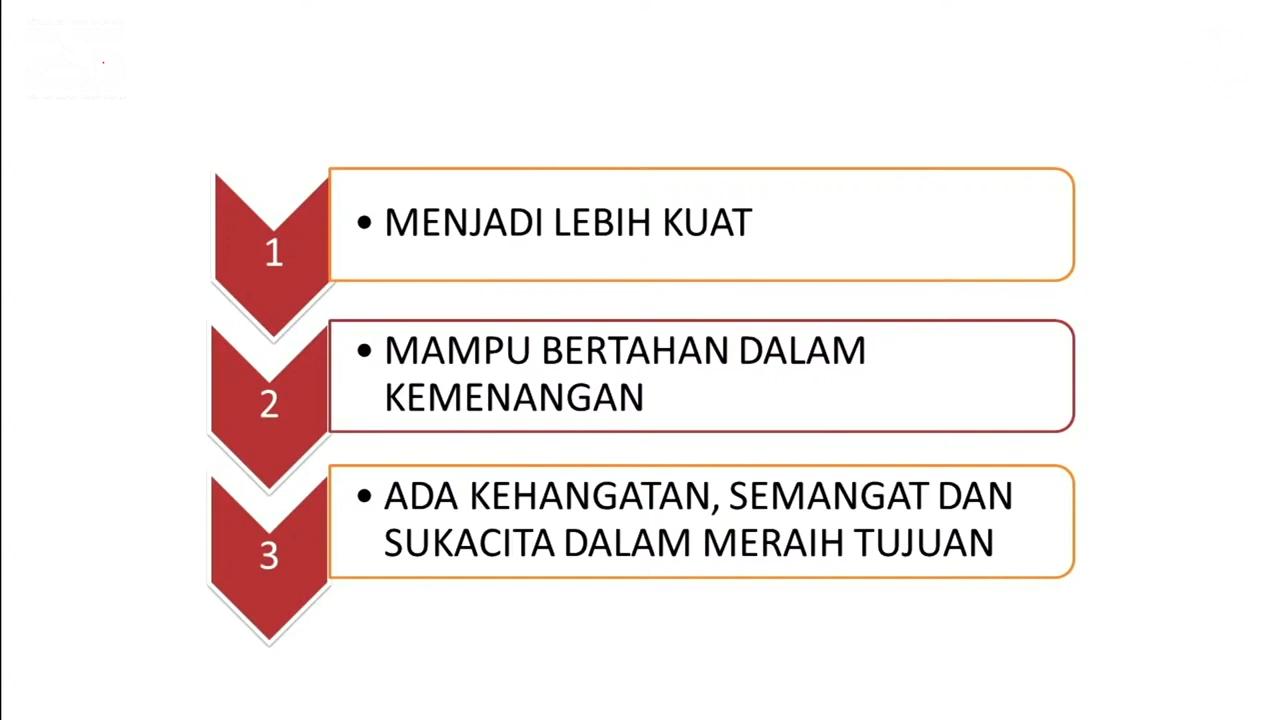 1
• MENJADI LEBIH KUAT
2
• MAMPU BERTAHAN DALAM
KEMENANGAN
3
• ADA KEHANGATAN, SEMANGAT DAN
SUKACITA DALAM MERAIH TUJUAN